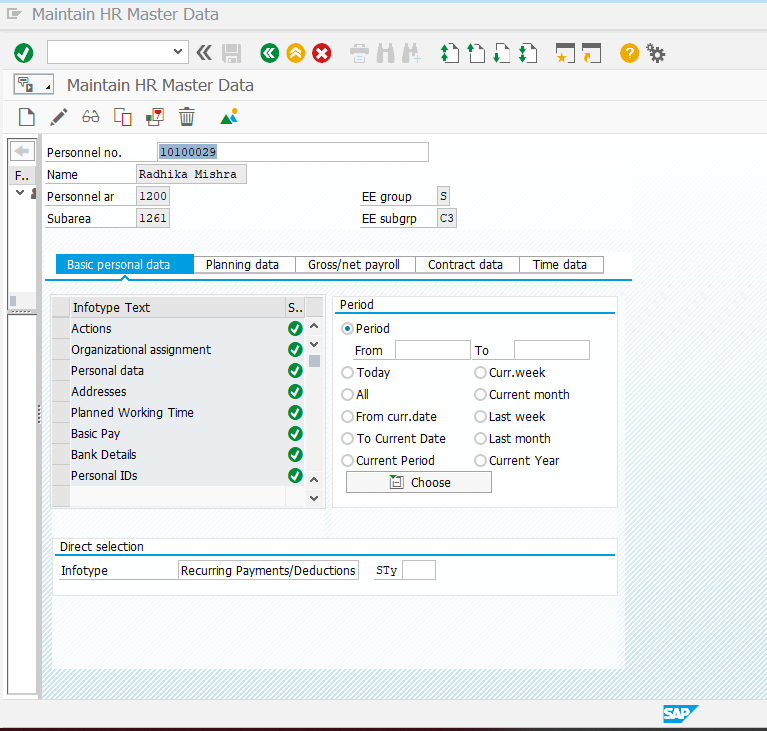 Maintain HR Master Data
Maintain HR Master Data
F..
Personnel no. 10100029
Name Radhika Mishra
Personnel ar 1200 EE group S
Subarea 1261 EE subgrp C3
Basic personal data Planning data Gross/net payroll Contract data Time data
Infotype Text S..
Actions
Organizational assignment
Personal data
Addresses
Planned Working Time
Basic Pay
Bank Details
Personal IDs
Period
Period
From To
Today Curr.week
All Current month
From curr.date Last week
To Current Date Last month
Current Period Current Year
Choose
Direct selection
Infotype Recurring Payments/Deductions STy
SAP